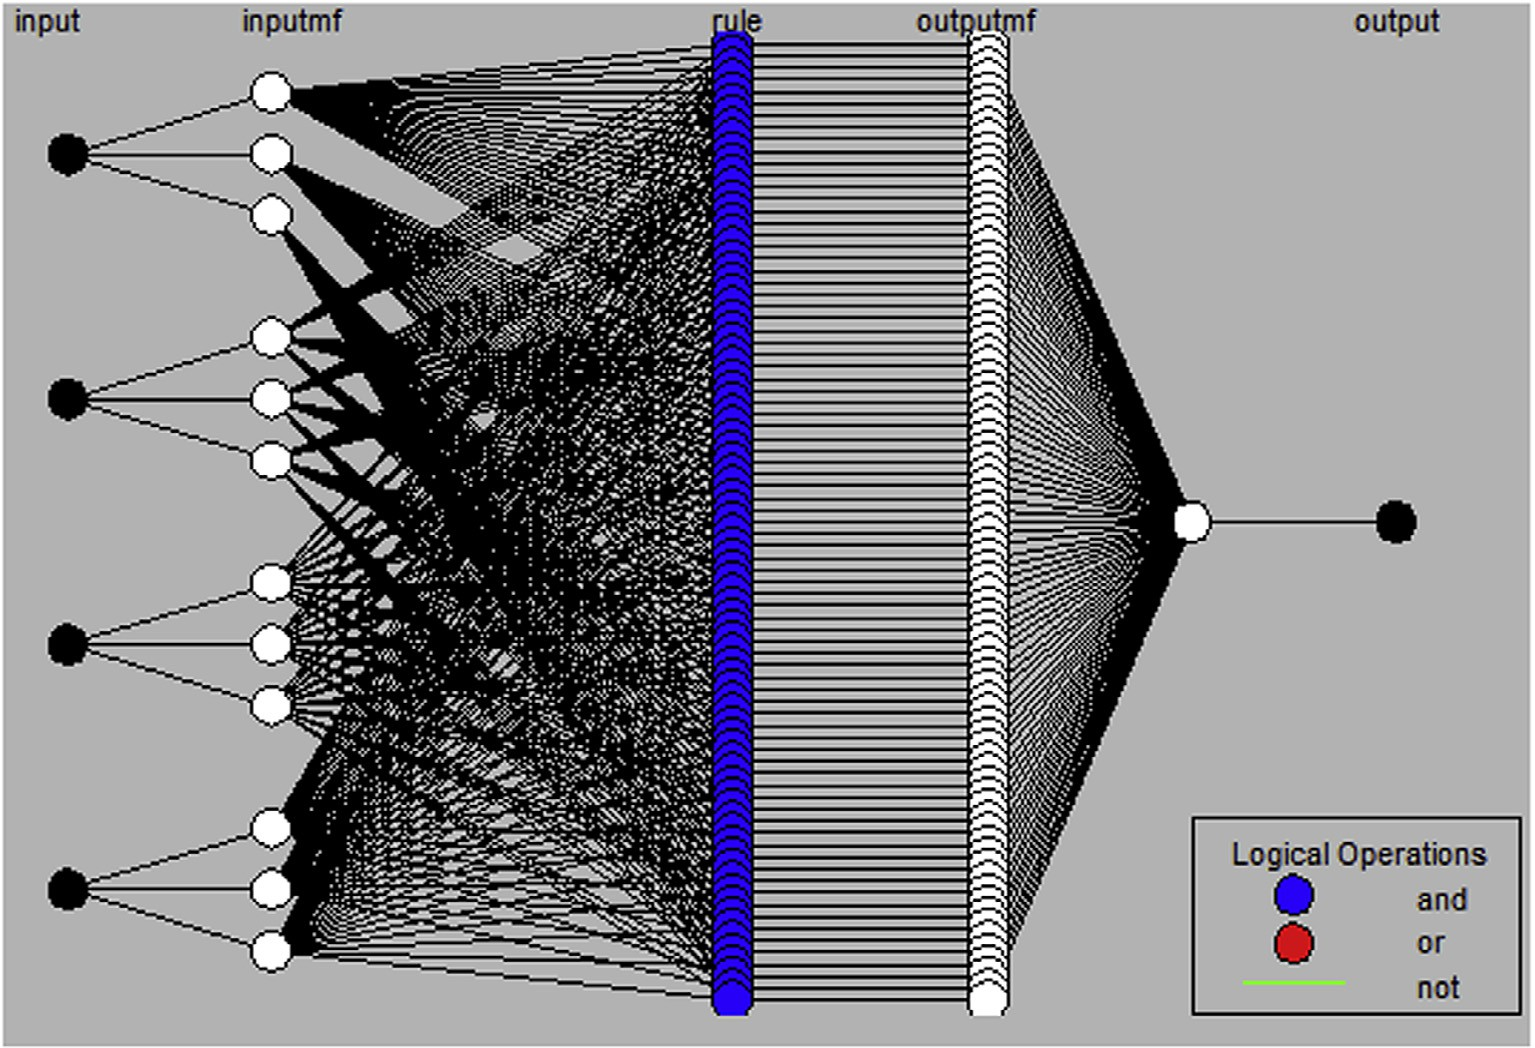 input inputmf rule outputmf output
Logical Operations
and
or
not